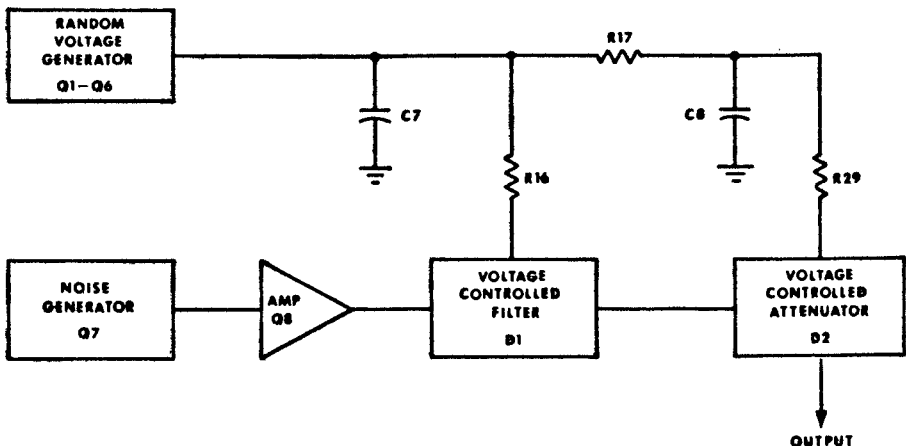 RANDOM
VOLTAGE
GENERATOR
Q1-Q6
R17
C7
C8
R16
R29
NOISE
GENERATOR
Q7
AMP
Q8
VOLTAGE
CONTROLLED
FILTER
D1
VOLTAGE
CONTROLLED
ATTENUATOR
D2
OUTPUT